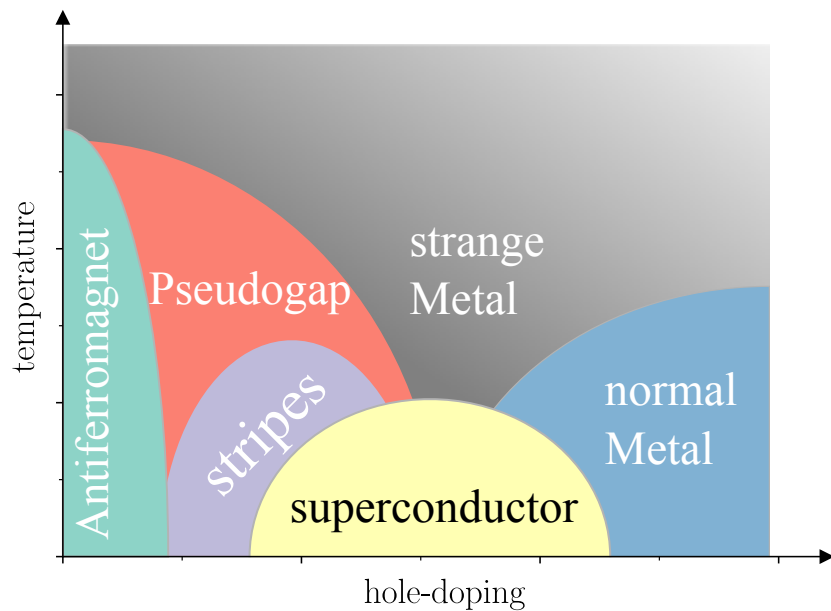 temperature
Antiferromagnet
Pseudogap
stripes
strange
Metal
superconductor
normal
Metal
hole-doping